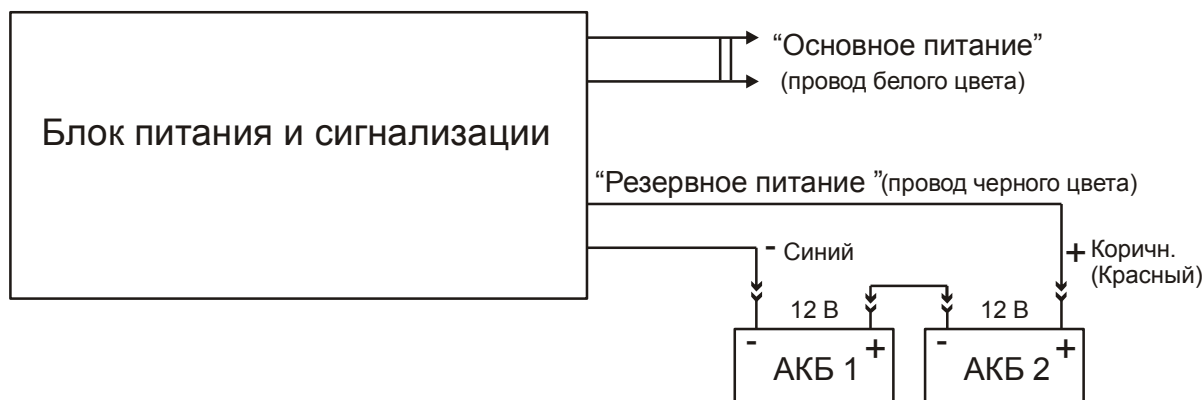 “Основное питание”
(провод белого цвета)
Блок питания и сигнализации
“Резервное питание ”(провод черного цвета)
- Синий
+ Коричн.
(Красный)
12 В 12 В
- + - +
АКБ 1 АКБ 2